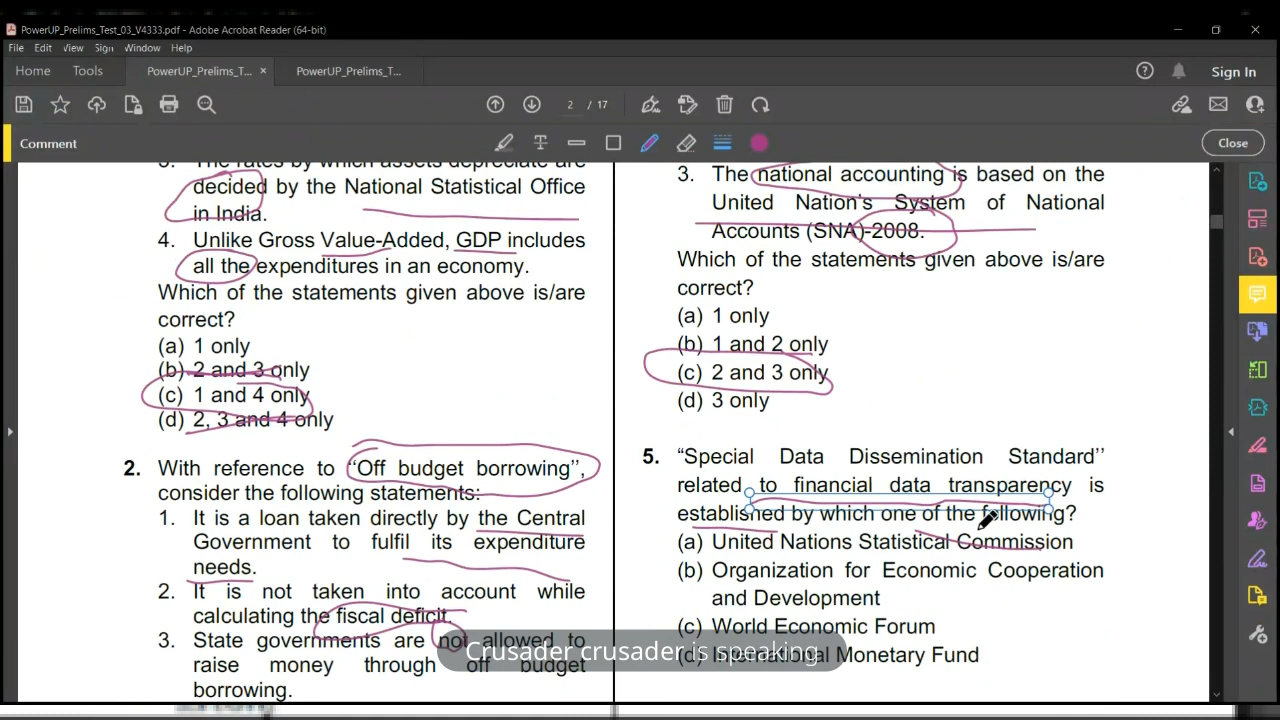 PowerUP_Prelims_Test_03_V4333.pdf - Adobe Acrobat Reader (64-bit)
File Edit View Sign Window Help
Home Tools PowerUP_Prelims_T... × PowerUP_Prelims_T... Sign In
2 / 17
Comment Close
3. The rates by which assets depreciate are
decided by the National Statistical Office
in India.
4. Unlike Gross Value-Added, GDP includes
all the expenditures in an economy.
Which of the statements given above is/are
correct?
(a) 1 only
(b) 2 and 3 only
(c) 1 and 4 only
(d) 2, 3 and 4 only
2. With reference to "Off budget borrowing",
consider the following statements:
1. It is a loan taken directly by the Central
Government to fulfil its expenditure
needs.
2. It is not taken into account while
calculating the fiscal deficit.
3. State governments are not allowed to
raise money through off budget
borrowing.
3. The national accounting is based on the
United Nation's System of National
Accounts (SNA)-2008.
Which of the statements given above is/are
correct?
(a) 1 only
(b) 1 and 2 only
(c) 2 and 3 only
(d) 3 only
5. "Special Data Dissemination Standard"
related to financial data transparency is
established by which one of the following?
(a) United Nations Statistical Commission
(b) Organization for Economic Cooperation
and Development
(c) World Economic Forum
(d) International Monetary Fund
Crusader crusader is speaking